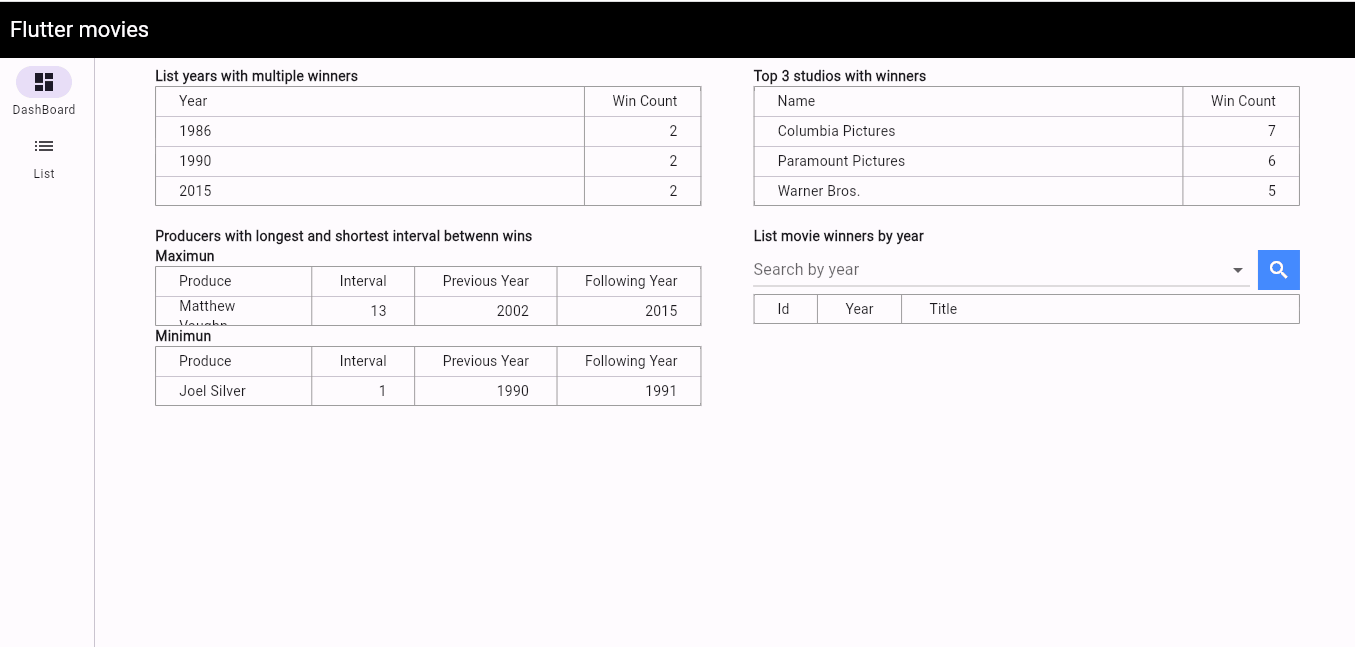 Flutter movies
DashBoard
List
List years with multiple winners
Year Win Count
1986 2
1990 2
2015 2
Top 3 studios with winners
Name Win Count
Columbia Pictures 7
Paramount Pictures 6
Warner Bros. 5
Producers with longest and shortest interval betwenn wins
Maximun
Produce Interval Previous Year Following Year
Matthew 13 2002 2015
Vaughn
Minimun
Produce Interval Previous Year Following Year
Joel Silver 1 1990 1991
List movie winners by year
Search by year
Id Year Title